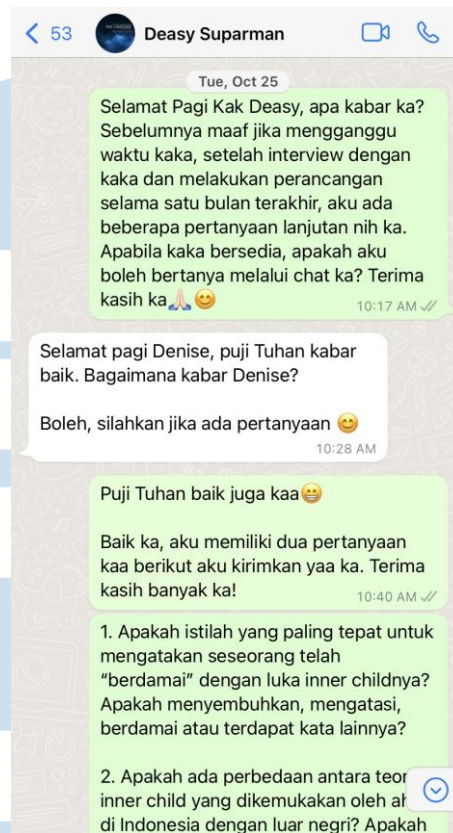 53
Deasy Suparman
Tue, Oct 25
Selamat Pagi Kak Deasy, apa kabar ka?
Sebelumnya maaf jika mengganggu
waktu kaka, setelah interview dengan
kaka dan melakukan perancangan
selama satu bulan terakhir, aku ada
beberapa pertanyaan lanjutan nih ka.
Apabila kaka bersedia, apakah aku
boleh bertanya melalui chat ka? Terima
kasih ka🙏🏻😊
10:17 AM
Selamat pagi Denise, puji Tuhan kabar
baik. Bagaimana kabar Denise?
Boleh, silahkan jika ada pertanyaan 😊
10:28 AM
Puji Tuhan baik juga kaa😁
Baik ka, aku memiliki dua pertanyaan
kaa berikut aku kirimkan yaa ka. Terima
kasih banyak ka!
10:40 AM
1. Apakah istilah yang paling tepat untuk
mengatakan seseorang telah
“berdamai” dengan luka inner childnya?
Apakah menyembuhkan, mengatasi,
berdamai atau terdapat kata lainnya?
2. Apakah ada perbedaan antara
inner child yang dikemukakan oleh
di Indonesia dengan luar negri? Apakah